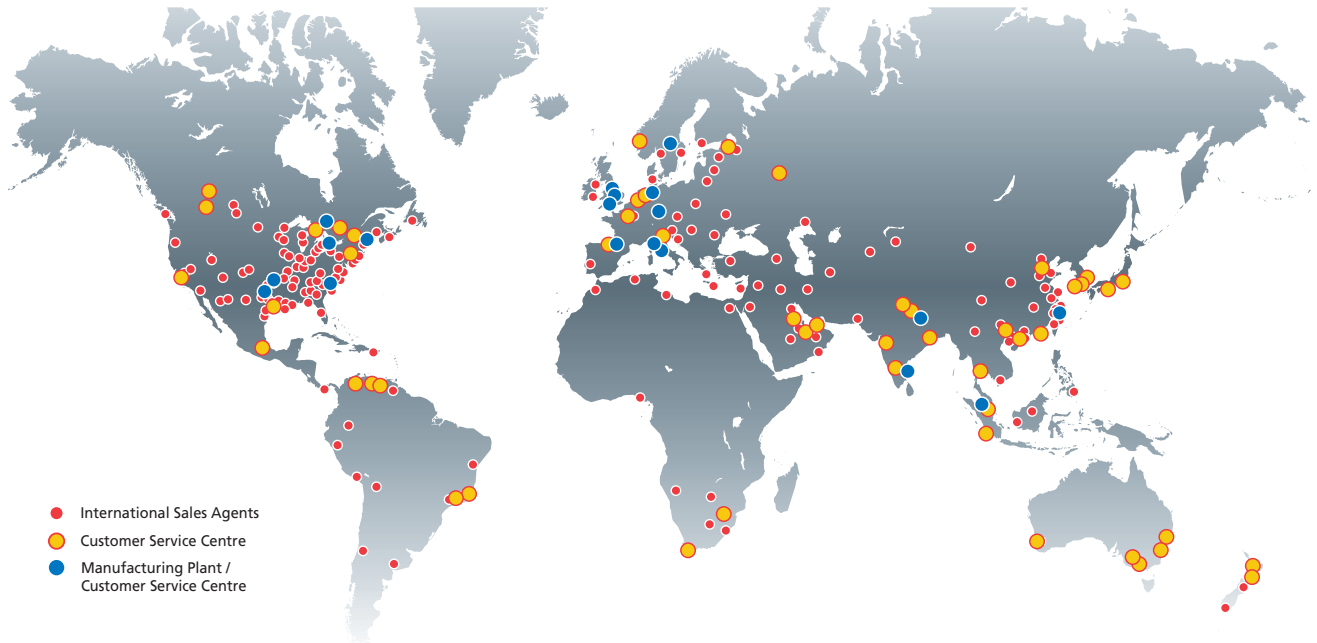 International Sales Agents
Customer Service Centre
Manufacturing Plant /
Customer Service Centre